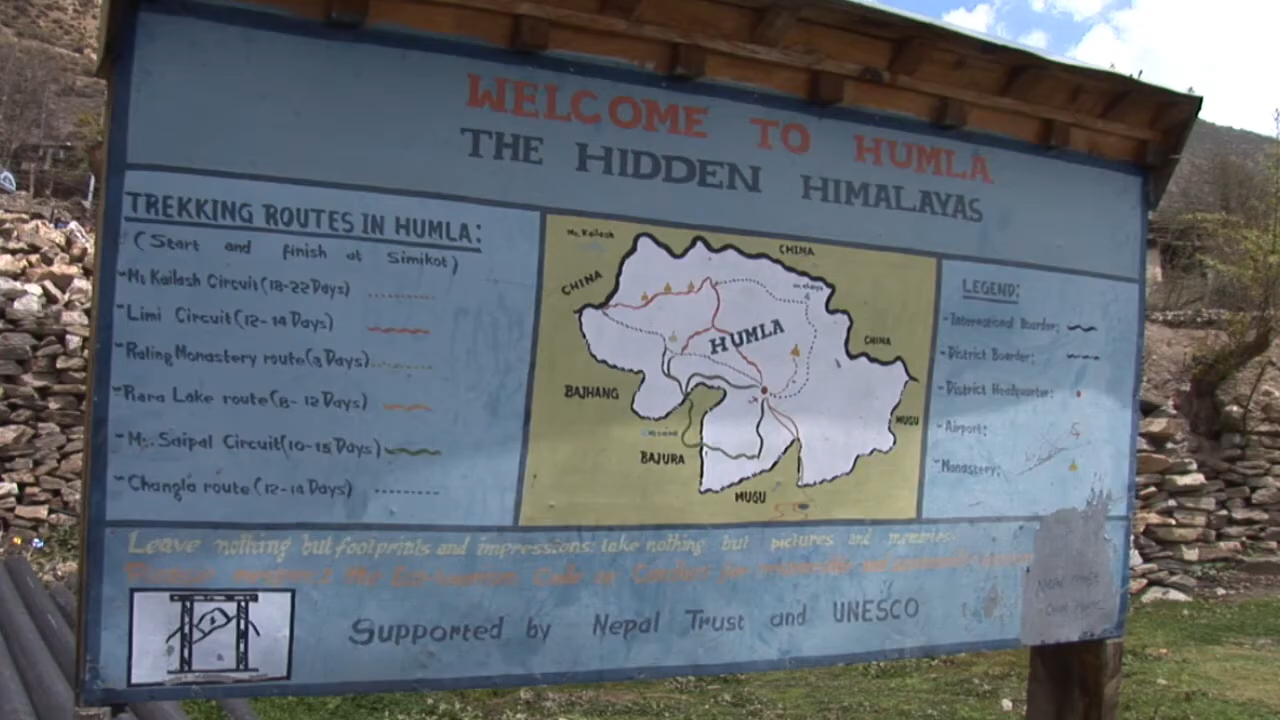 WELCOME TO HUMLA
THE HIDDEN HIMALAYAS
TREKKING ROUTES IN HUMLA:
(Start and finish at Simikot)
Mt Kailash Circuit (18-22 Days)
Limi Circuit (12-14 Days)
Raling Monastery route (3 Days)
Rara Lake route (8-12 Days)
Mt. Saipal Circuit (10-15 Days)
Changla route (12-14 Days)
Mt. Kailash
CHINA
CHINA
CHINA
HUMLA
BAJHANG
BAJURA
MUGU
MUGU
LEGEND:
International Boarder:
District Boarder:
District Headquarter:
Airport:
Monastery:
Leave nothing but footprints and impressions: take nothing but pictures and memories.
Code of Conduct for
Supported by Nepal Trust and UNESCO